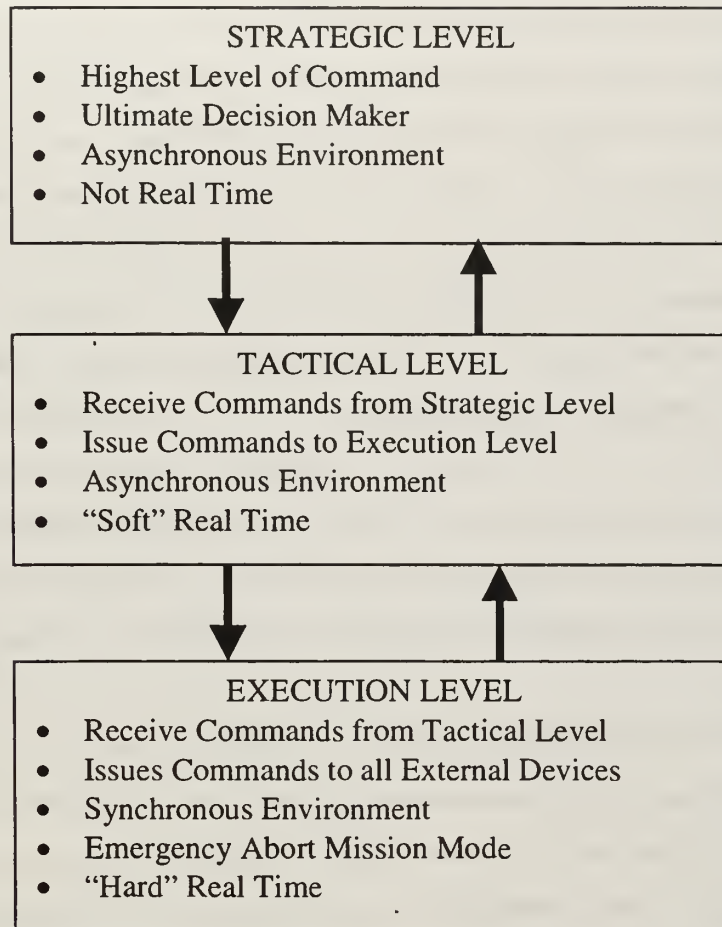 STRATEGIC LEVEL
• Highest Level of Command
• Ultimate Decision Maker
• Asynchronous Environment
• Not Real Time
TACTICAL LEVEL
• Receive Commands from Strategic Level
• Issue Commands to Execution Level
• Asynchronous Environment
• “Soft” Real Time
EXECUTION LEVEL
• Receive Commands from Tactical Level
• Issues Commands to all External Devices
• Synchronous Environment
• Emergency Abort Mission Mode
• “Hard” Real Time